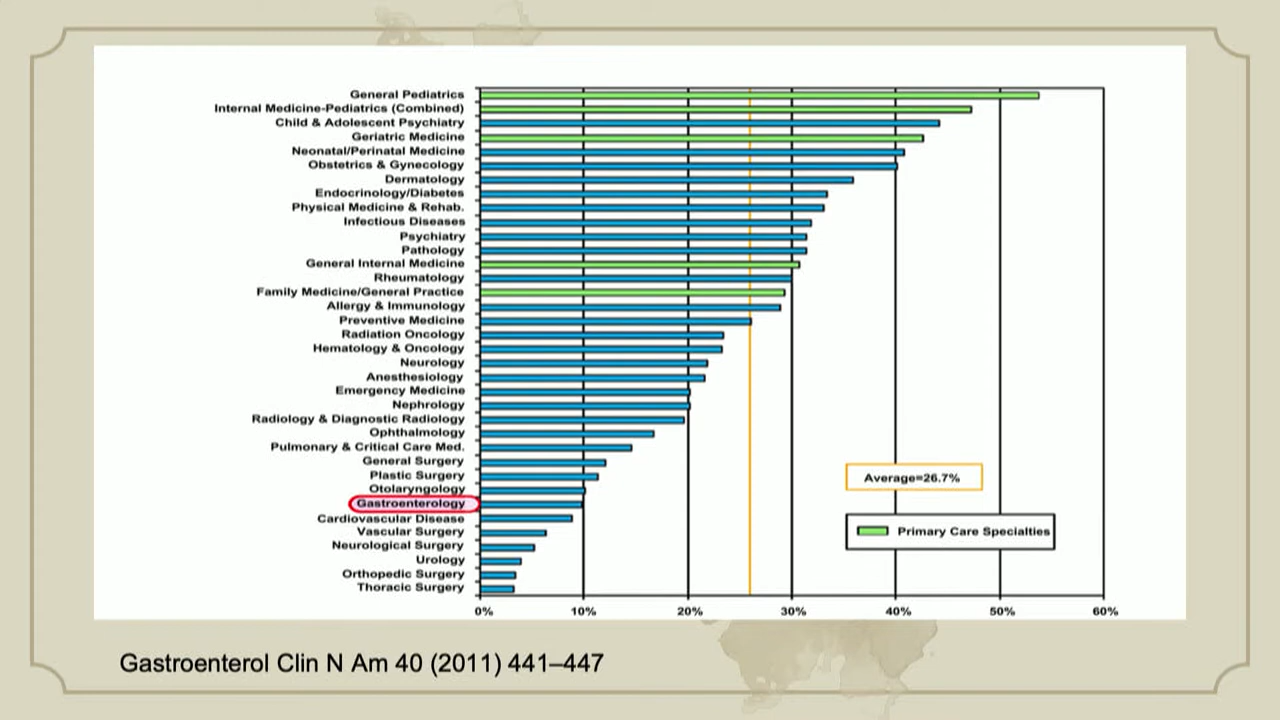 General Pediatrics
Internal Medicine-Pediatrics (Combined)
Child & Adolescent Psychiatry
Geriatric Medicine
Neonatal/Perinatal Medicine
Obstetrics & Gynecology
Dermatology
Endocrinology/Diabetes
Physical Medicine & Rehab.
Infectious Diseases
Psychiatry
Pathology
General Internal Medicine
Rheumatology
Family Medicine/General Practice
Allergy & Immunology
Preventive Medicine
Radiation Oncology
Hematology & Oncology
Neurology
Anesthesiology
Emergency Medicine
Nephrology
Radiology & Diagnostic Radiology
Ophthalmology
Pulmonary & Critical Care Med.
General Surgery
Plastic Surgery
Otolaryngology
Gastroenterology
Cardiovascular Disease
Vascular Surgery
Neurological Surgery
Urology
Orthopedic Surgery
Thoracic Surgery
Average=26.7%
Primary Care Specialties
0% 10% 20% 30% 40% 50% 60%
Gastroenterol Clin N Am 40 (2011) 441–447